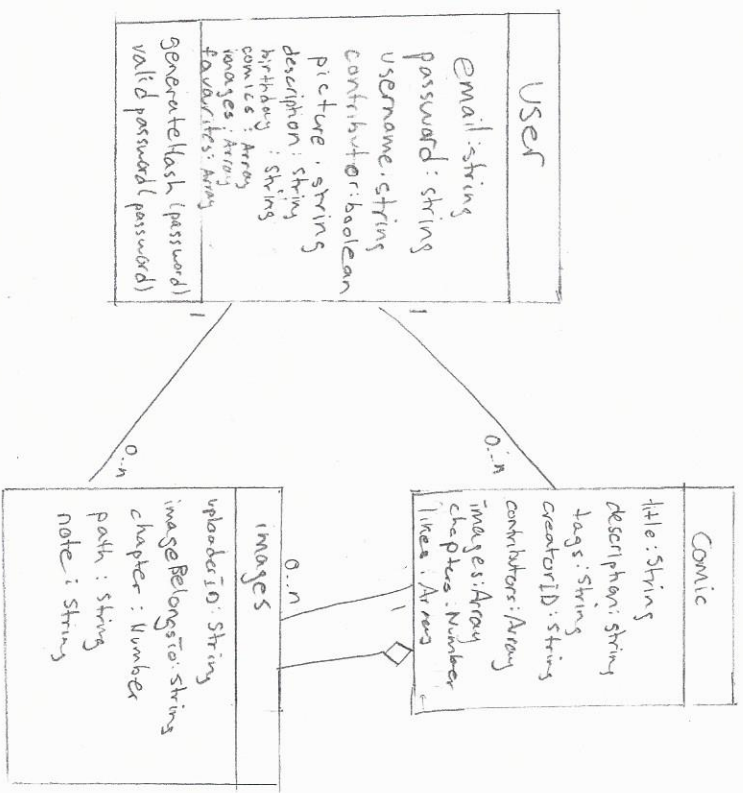 User
email:string
password:string
username:string
contributor:boolean
picture:string
description:string
birthday:string
comics:Array
images:Array
favourites:Array
generateHash(password)
validpassword(password)
1
1
0..n
0..n
Comic
title:String
description:string
tags:String
creatorID:String
contributors:Array
images:Array
chapters:Number
likes:Array
1
0..n
images
uploaderID:String
imageBelongsTo:string
chapter:Number
path:String
note:String